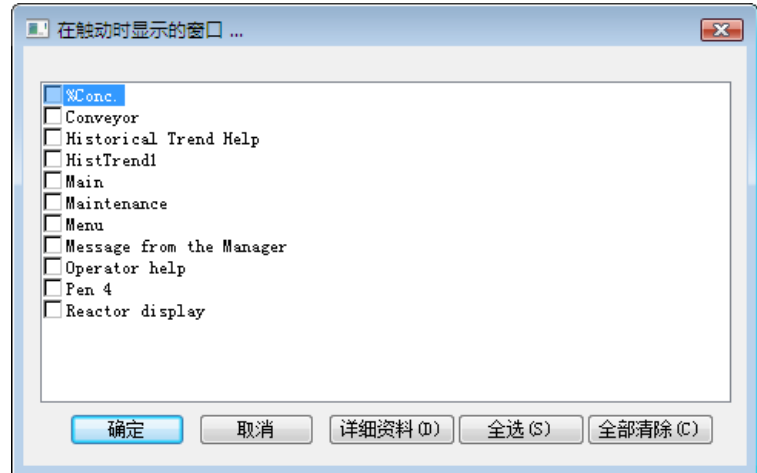 在触动时显示的窗口 ...
%Conc.
Conveyor
Historical Trend Help
HistTrend1
Main
Maintenance
Menu
Message from the Manager
Operator help
Pen 4
Reactor display
确定 取消 详细资料(D) 全选(S) 全部清除(C)